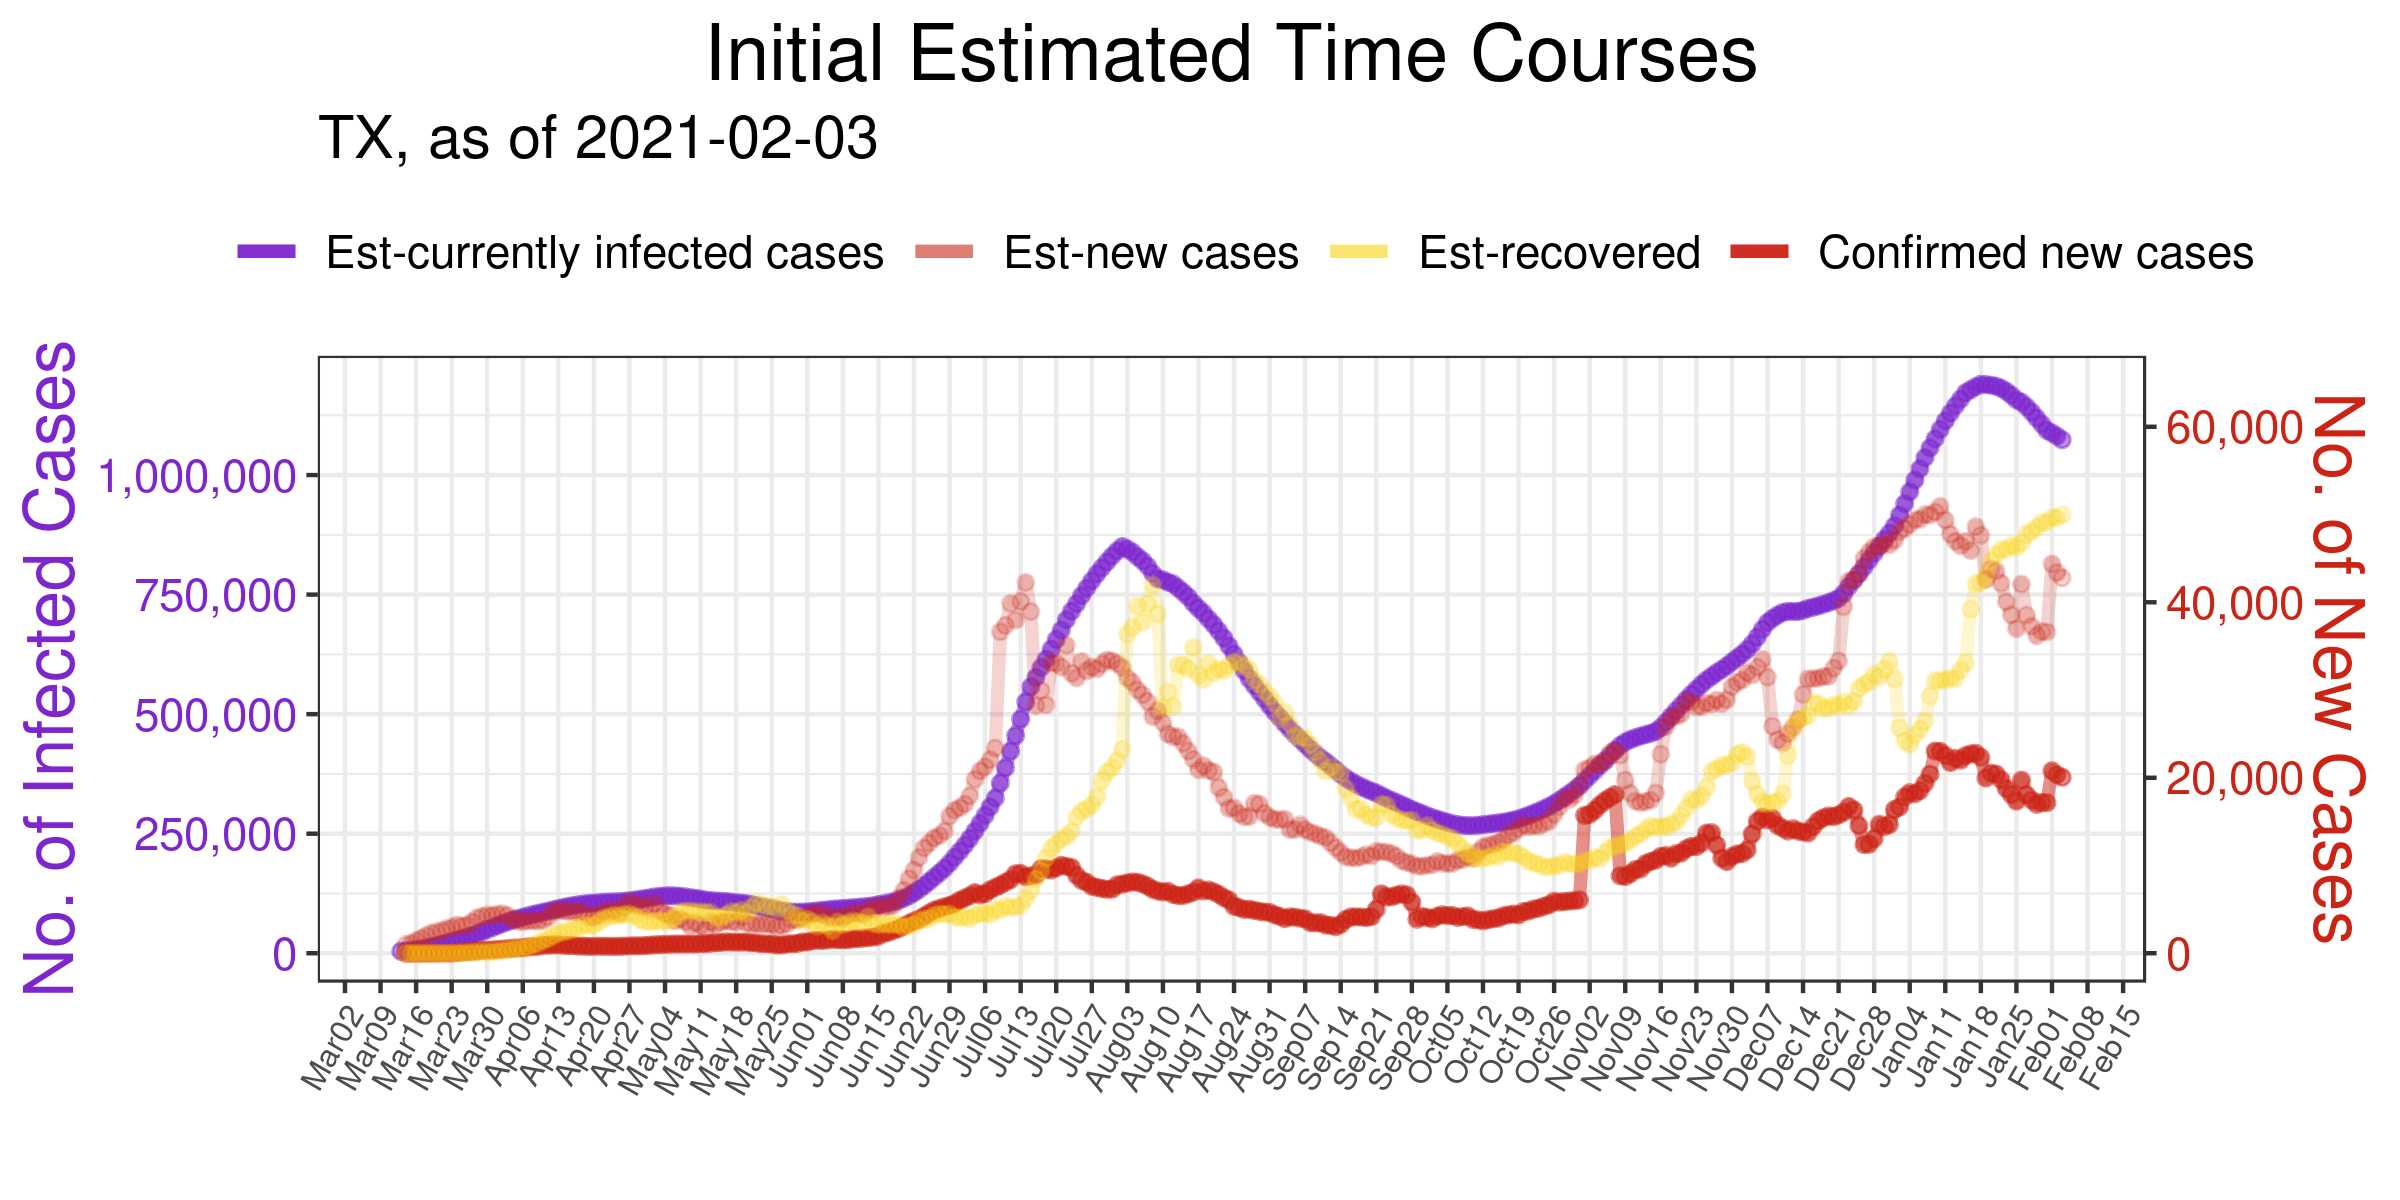 Initial Estimated Time Courses
TX, as of 2021-02-03
Est-currently infected cases
Est-new cases
Est-recovered
Confirmed new cases
No. of Infected Cases
1,000,000
750,000
500,000
250,000
0
60,000
40,000
20,000
0
No. of New Cases
Mar02
Mar09
Mar16
Mar23
Mar30
Apr06
Apr13
Apr20
Apr27
May04
May11
May18
May25
Jun01
Jun08
Jun15
Jun22
Jun29
Jul06
Jul13
Jul20
Jul27
Aug03
Aug10
Aug17
Aug24
Aug31
Sep07
Sep14
Sep21
Sep28
Oct05
Oct12
Oct19
Oct26
Nov02
Nov09
Nov16
Nov23
Nov30
Dec07
Dec14
Dec21
Dec28
Jan04
Jan11
Jan18
Jan25
Feb01
Feb08
Feb15